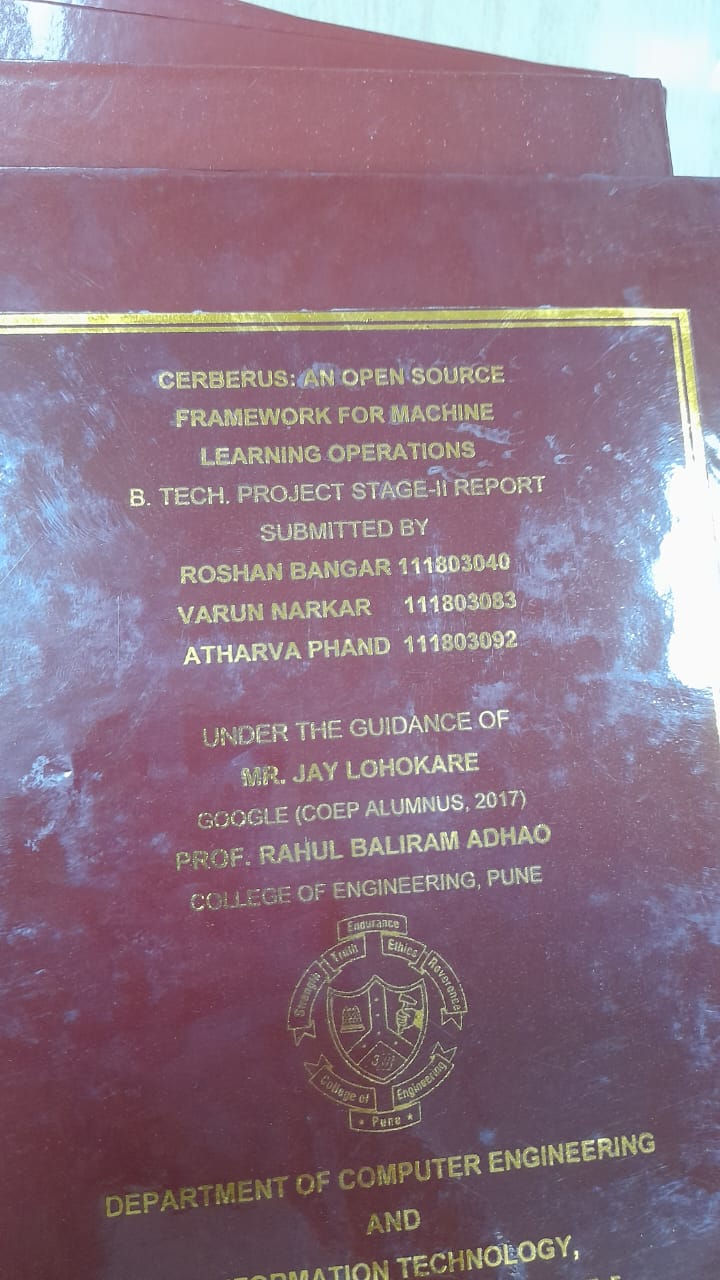 CERBERUS: AN OPEN SOURCE
FRAMEWORK FOR MACHINE
LEARNING OPERATIONS
B. TECH. PROJECT STAGE-II REPORT
SUBMITTED BY
ROSHAN BANGAR 111803040
VARUN NARKAR 111803083
ATHARVA PHAND 111803092
UNDER THE GUIDANCE OF
MR. JAY LOHOKARE
GOOGLE (COEP ALUMNUS, 2017)
PROF. RAHUL BALIRAM ADHAO
COLLEGE OF ENGINEERING, PUNE
Endurance
Truth Ethics
Strength Reverence
College of Engineering
* Pune *
DEPARTMENT OF COMPUTER ENGINEERING
AND
INFORMATION TECHNOLOGY,